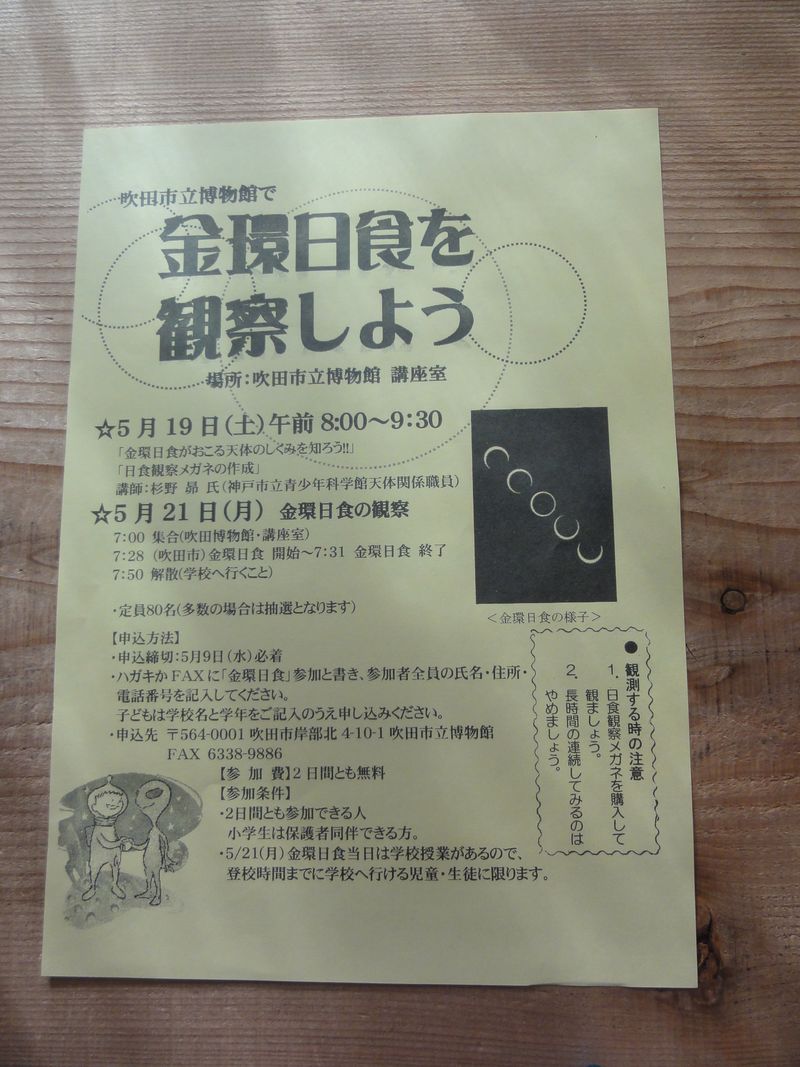 吹田市立博物館で
金環日食を
観察しよう
場所：吹田市立博物館 講座室
☆5月19日（土）午前8:00～9:30
「金環日食がおこる天体のしくみを知ろう!!」
「日食観察メガネの作成」
講師：杉野 昴 氏（神戸市立青少年科学館天体関係職員）
☆5月21日（月） 金環日食の観察
7:00 集合（吹田博物館・講座室）
7:28 （吹田市）金環日食 開始～7:31 金環日食 終了
7:50 解散（学校へ行くこと）
・定員80名（多数の場合は抽選となります）
＜金環日食の様子＞
【申込方法】
・申込締切：5月9日（水）必着
・ハガキかFAXに「金環日食」参加と書き、参加者全員の氏名・住所・
電話番号を記入してください。
子どもは学校名と学年をご記入のうえ申し込みください。
・申込先 〒564-0001 吹田市岸部北4-10-1 吹田市立博物館
FAX 6338-9886
【参 加 費】2日間とも無料
【参加条件】
・2日間とも参加できる人
小学生は保護者同伴できる方。
・5/21（月）金環日食当日は学校授業があるので、
登校時間までに学校へ行ける児童・生徒に限ります。
●観測する時の注意
1．日食観察メガネを購入して
観ましょう。
2．長時間の連続してみるのは
やめましょう。